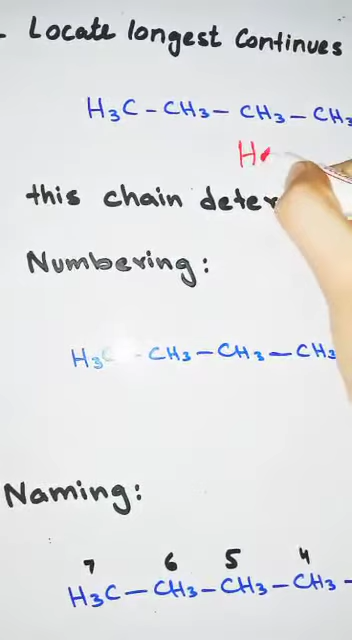 Locate longest Continues
H3C - CH3 - CH3 - CH3
H
this chain deter
Numbering:
H3C - CH3 - CH3 - CH3
Naming:
7 6 5 4
H3C - CH3 - CH3 - CH3 -